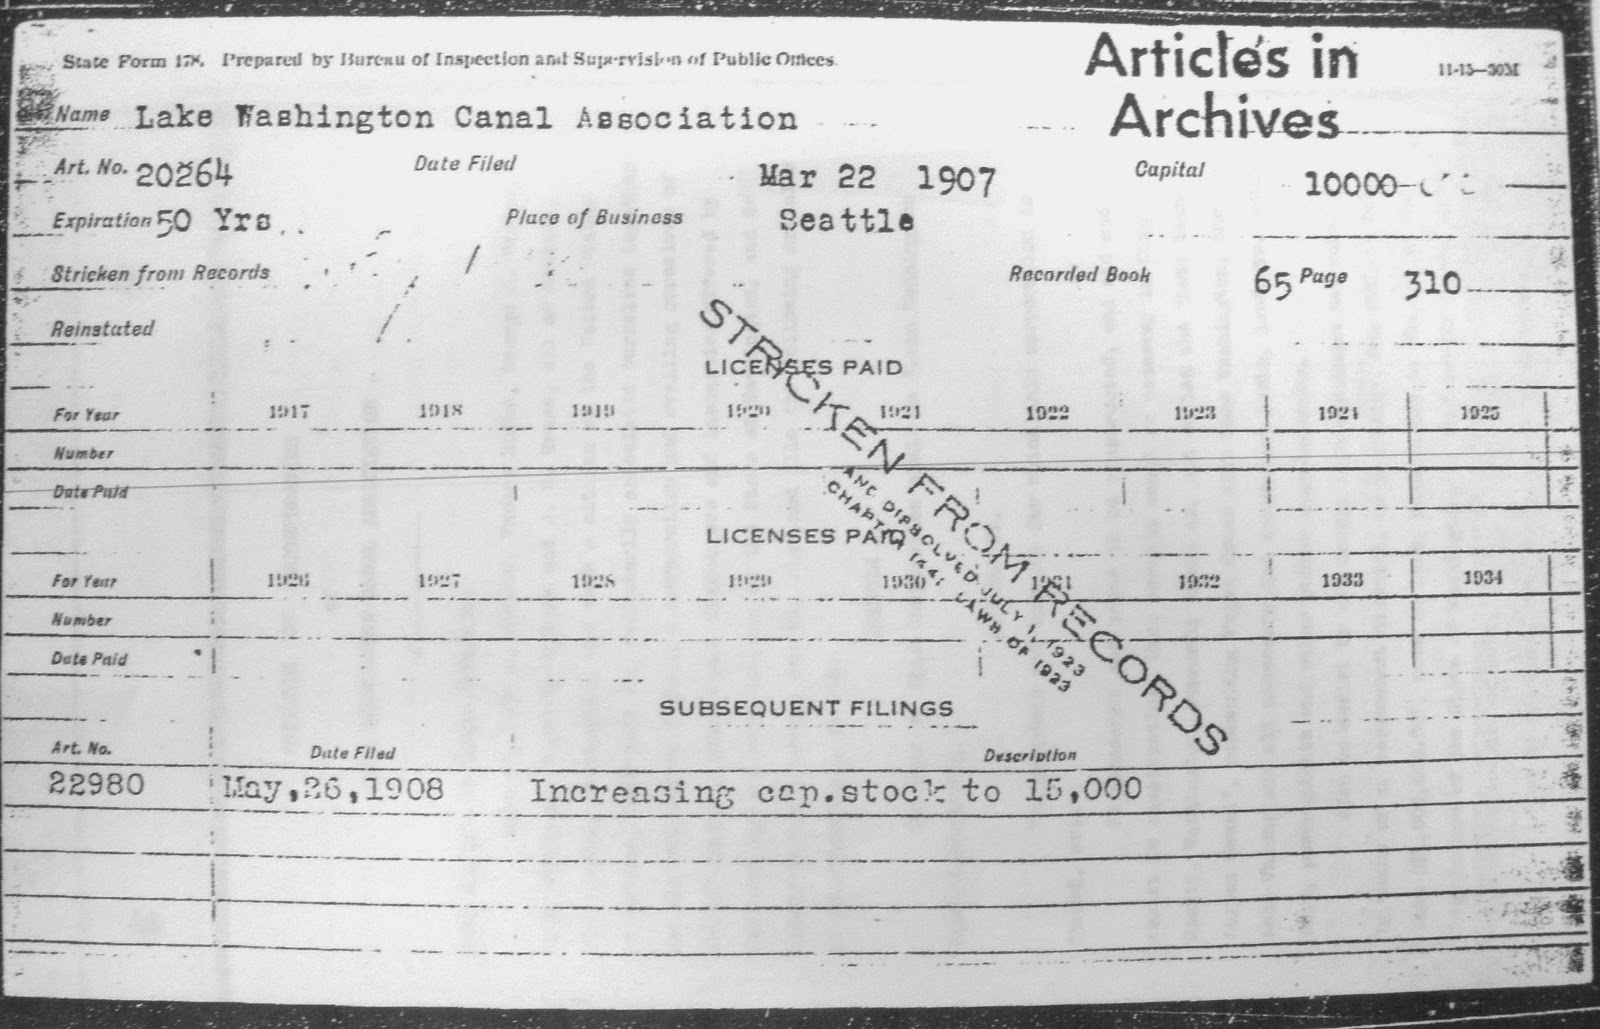 State Form 178. Prepared by Bureau of Inspection and Supervision of Public Offices.
Articles in
Archives
11-15—30M
Name Lake Washington Canal Association
Art. No. 20264 Date Filed Mar 22 1907 Capital 10000
Expiration 50 Yrs. Place of Business Seattle
Stricken from Records Recorded Book 65 Page 310
Reinstated
LICENSES PAID
For Year 1917 1918 1919 1920 1921 1922 1923 1924 1925
Number
Date Paid
LICENSES PAID
For Year 1926 1927 1928 1929 1930 1931 1932 1933 1934
Number
Date Paid
STRICKEN FROM RECORDS
AND DISSOLVED JULY 1, 1923
CHAPTER LAWS OF 1923
SUBSEQUENT FILINGS
Art. No. Date Filed Description
22980 May,26,1908 Increasing cap.stock to 15,000